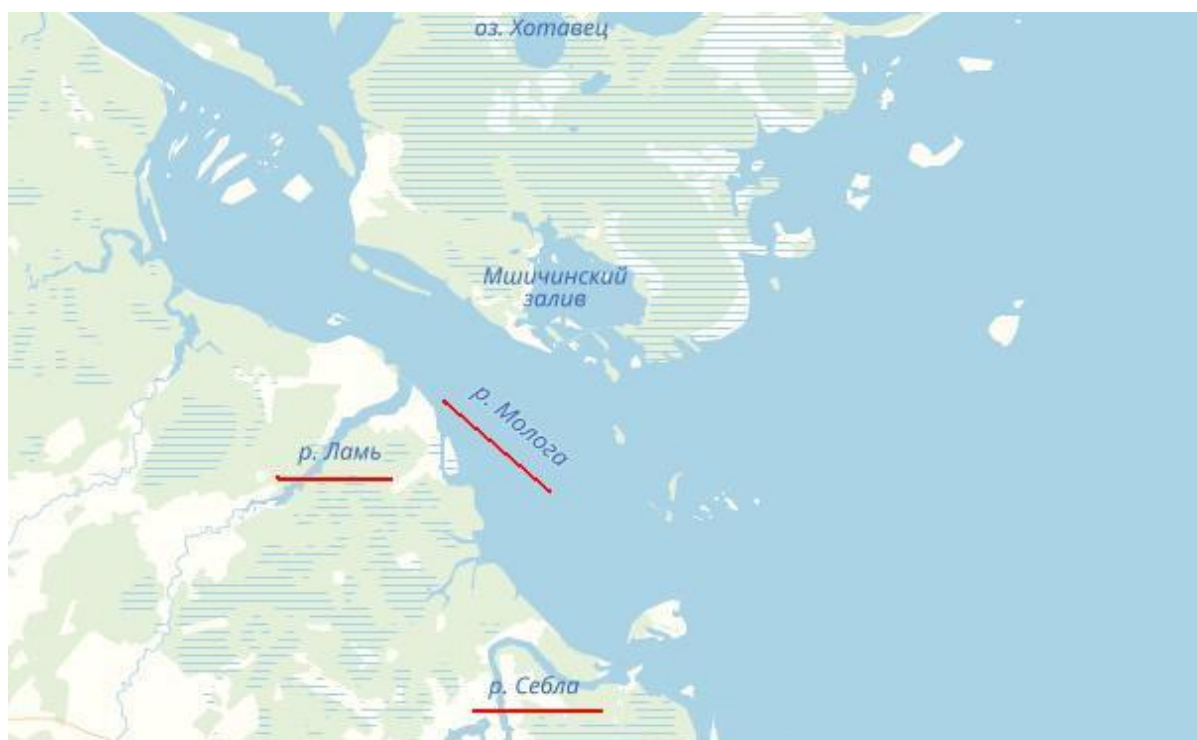 оз. Хотавец
Мшичинский
залив
р. Молога
р. Ламь
р. Себла